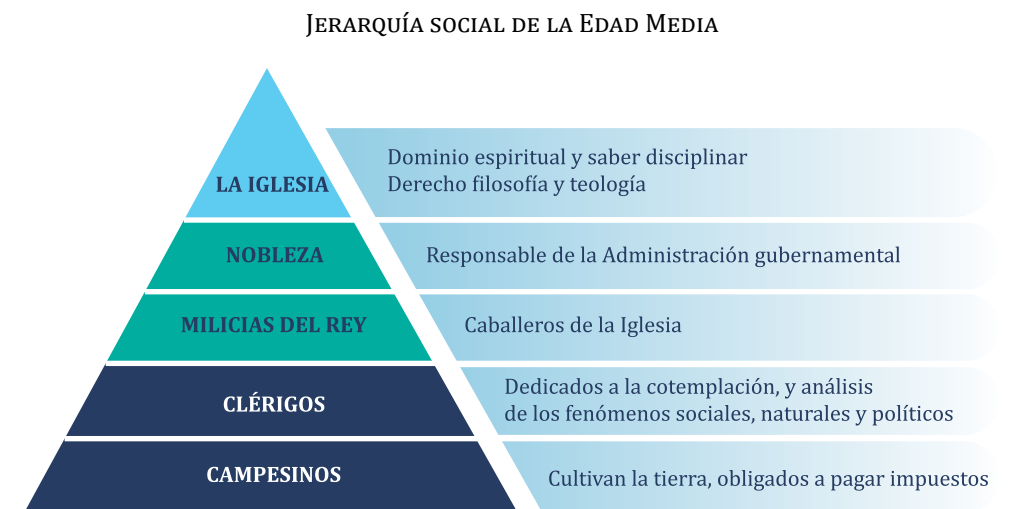 Jerarquía social de la Edad Media
LA IGLESIA
Dominio espiritual y saber disciplinar
Derecho filosofía y teología
NOBLEZA
Responsable de la Administración gubernamental
MILICIAS DEL REY
Caballeros de la Iglesia
CLÉRIGOS
Dedicados a la cotemplación, y análisis
de los fenómenos sociales, naturales y políticos
CAMPESINOS
Cultivan la tierra, obligados a pagar impuestos